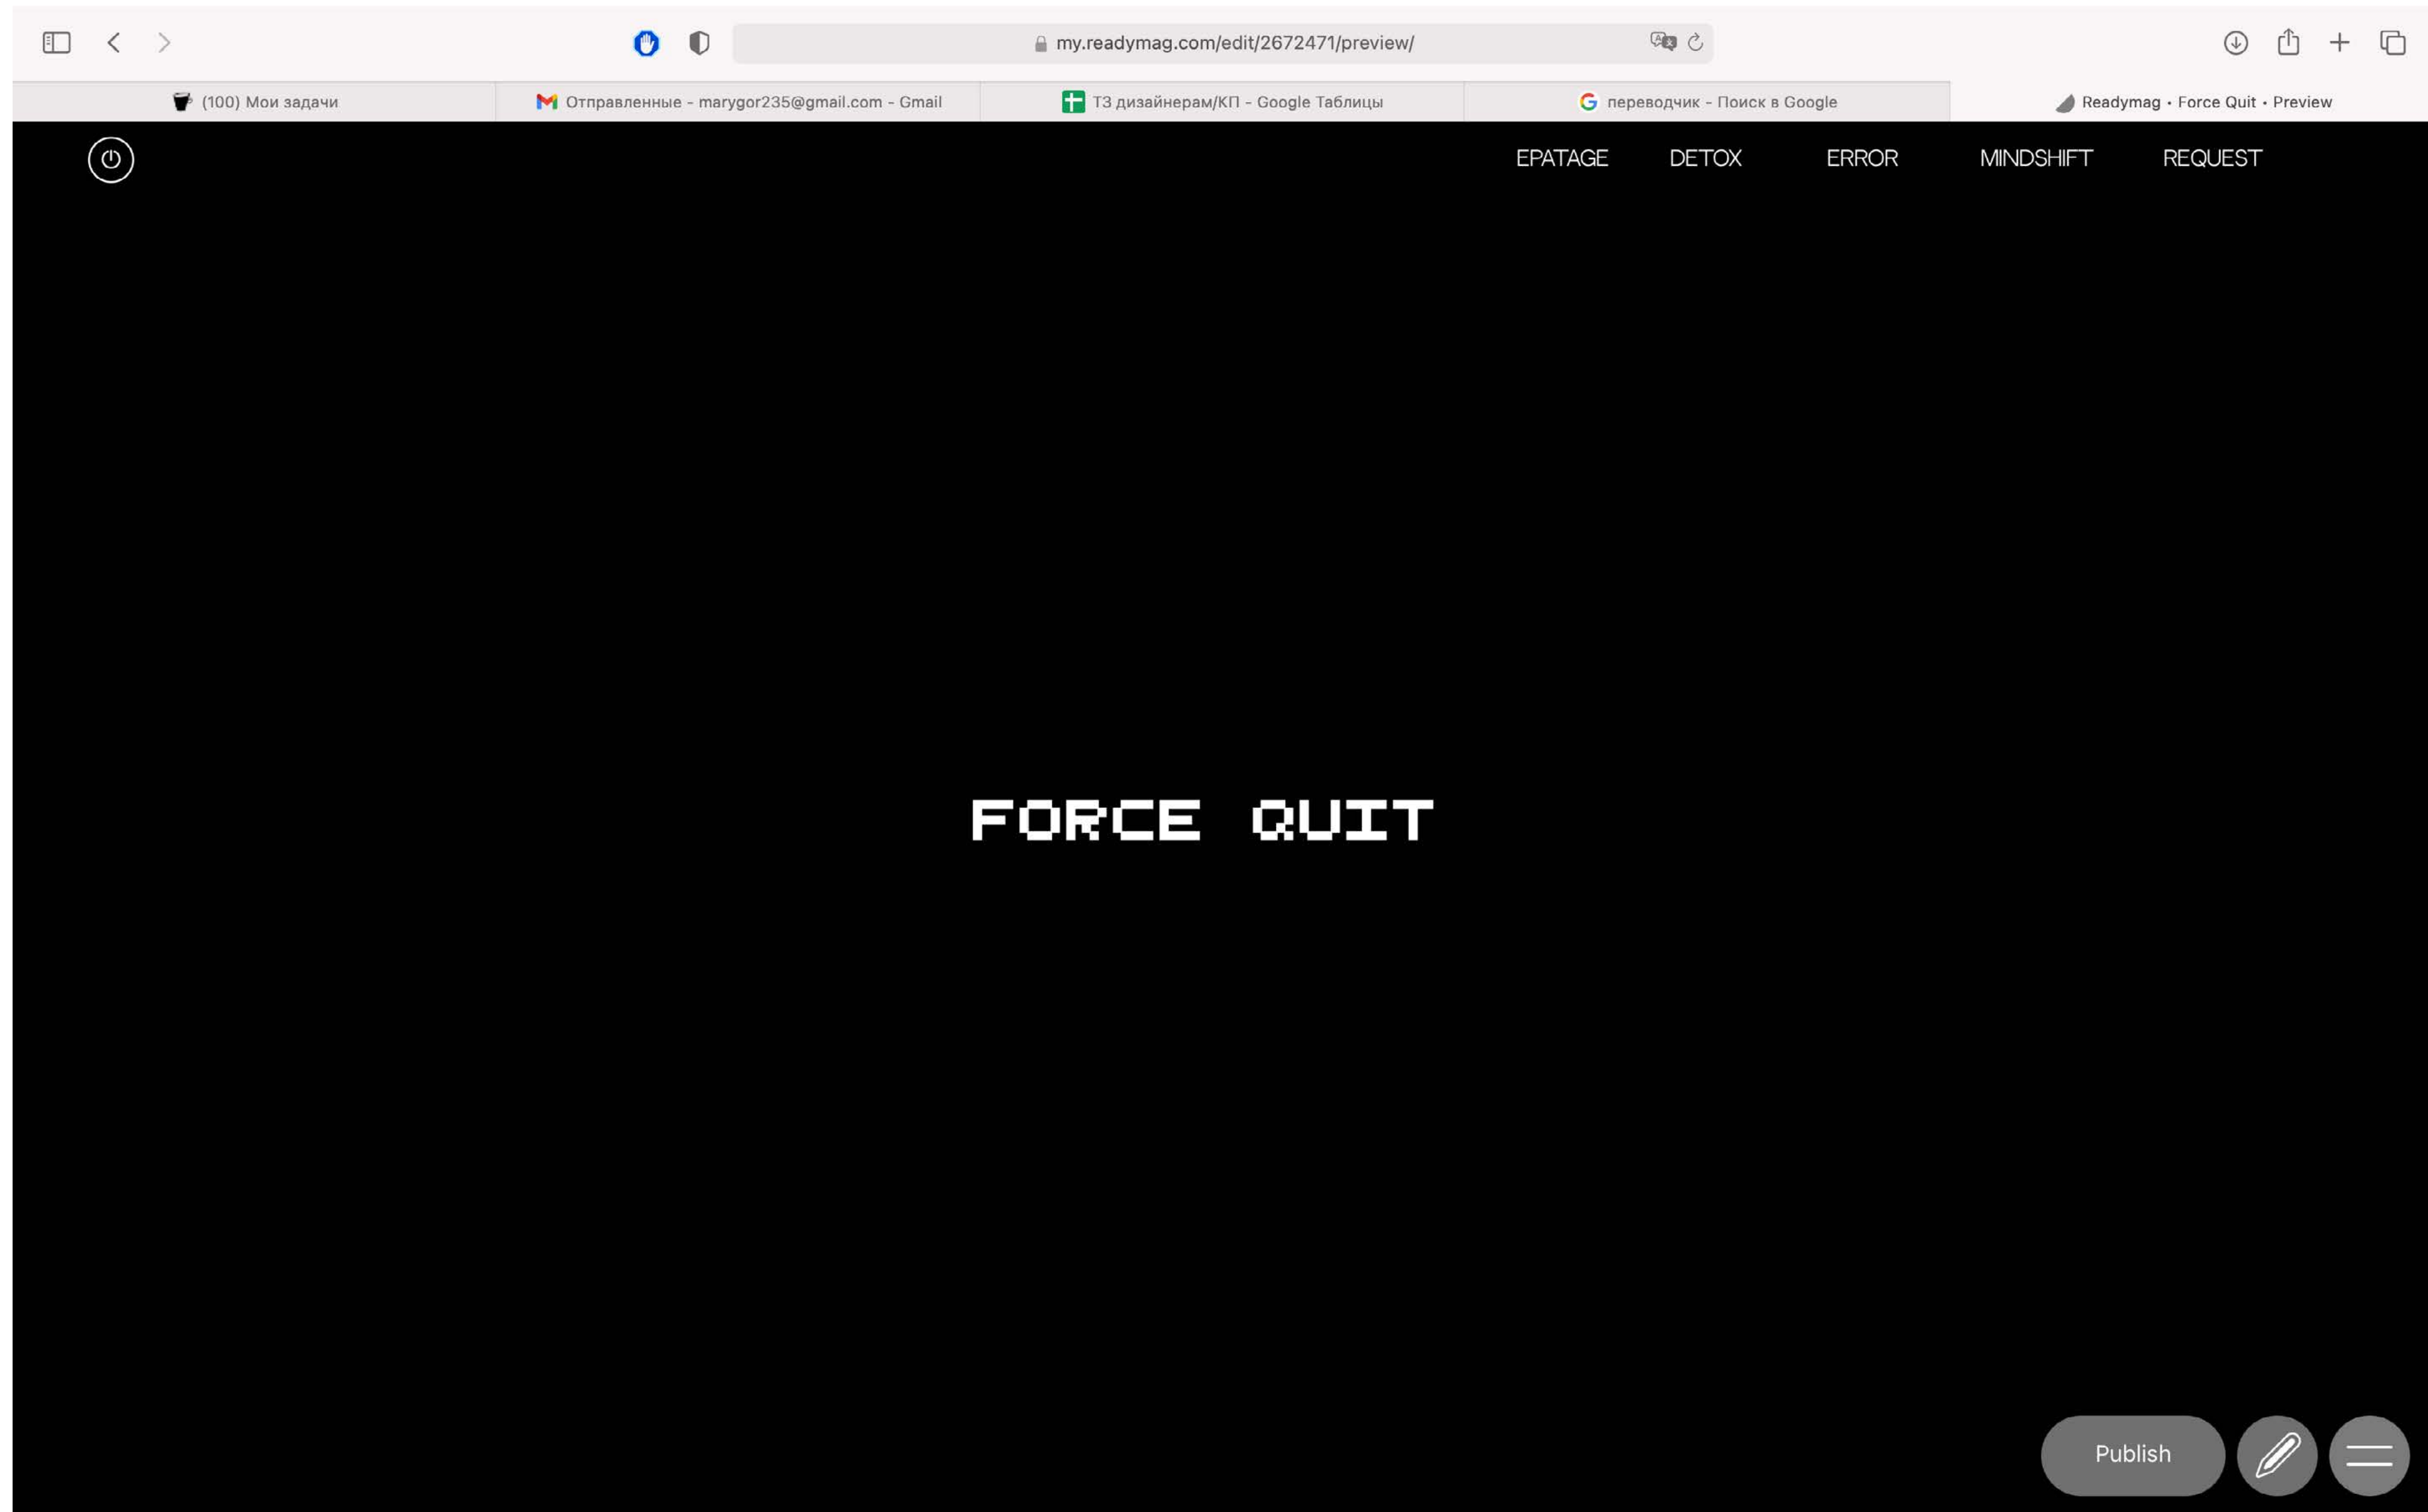 my.readymag.com/edit/2672471/preview/
(100) Мои задачи
Отправленные - marygor235@gmail.com - Gmail
ТЗ дизайнерам/КП - Google Таблицы
переводчик - Поиск в Google
Readymag • Force Quit • Preview
EPATAGE DETOX ERROR MINDSHIFT REQUEST
FORCE QUIT
Publish